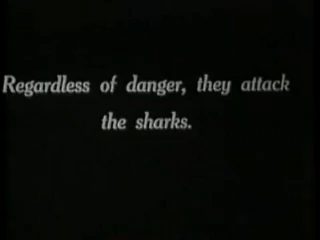 Regardless of danger, they attack
the sharks.